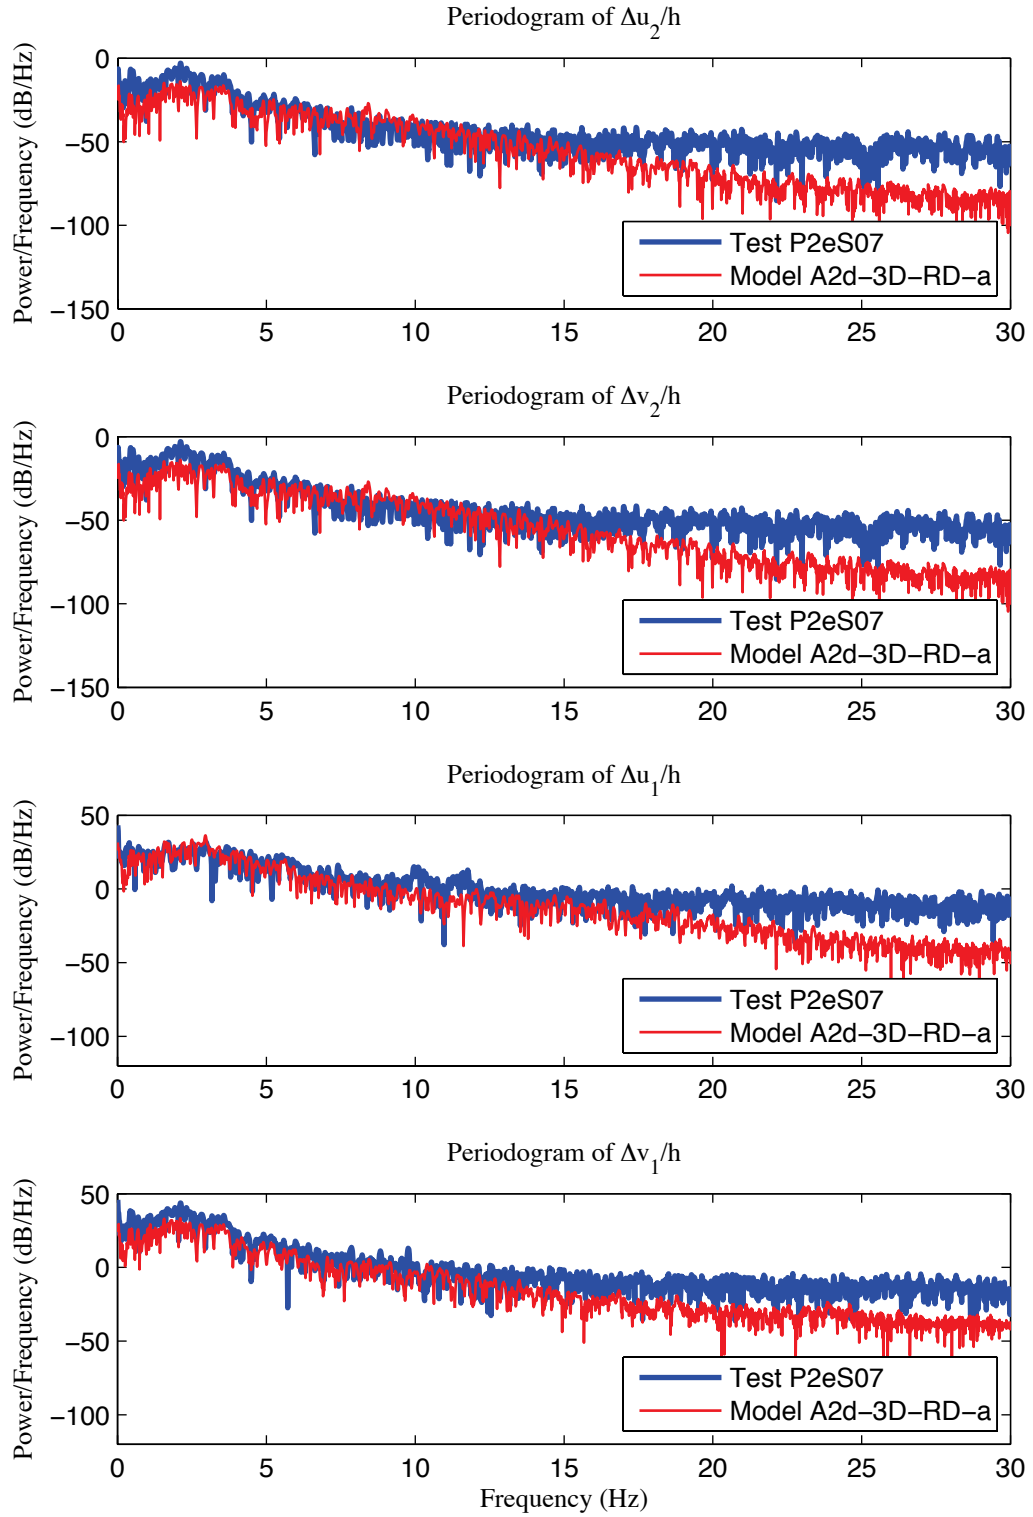 Periodogram of Δu2/h
Power/Frequency (dB/Hz)
0
−50
−100
−150
0 5 10 15 20 25 30
Test P2eS07
Model A2d−3D−RD−a
Periodogram of Δv2/h
Power/Frequency (dB/Hz)
0
−50
−100
−150
0 5 10 15 20 25 30
Test P2eS07
Model A2d−3D−RD−a
Periodogram of Δu1/h
Power/Frequency (dB/Hz)
50
0
−50
−100
0 5 10 15 20 25 30
Test P2eS07
Model A2d−3D−RD−a
Periodogram of Δv1/h
Power/Frequency (dB/Hz)
50
0
−50
−100
0 5 10 15 20 25 30
Test P2eS07
Model A2d−3D−RD−a
Frequency (Hz)